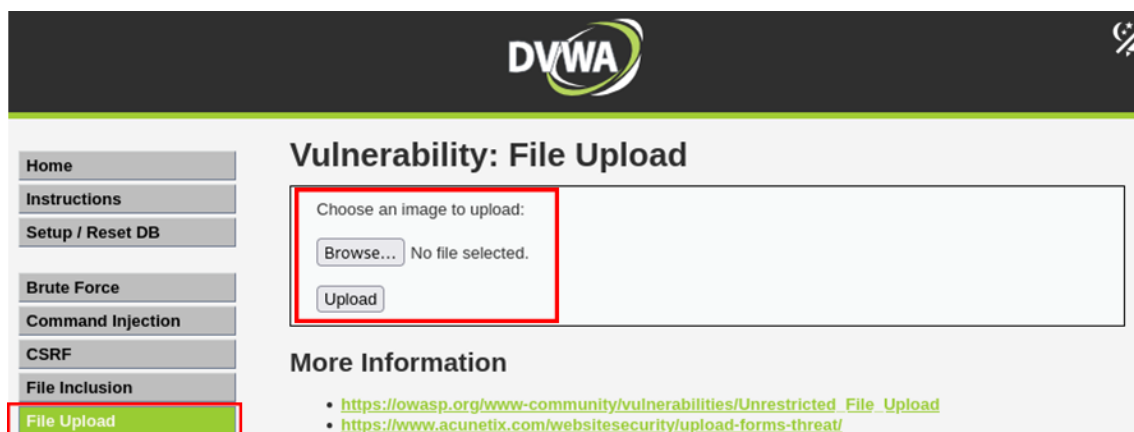 DVWA
Home
Instructions
Setup / Reset DB
Brute Force
Command Injection
CSRF
File Inclusion
File Upload
Vulnerability: File Upload
Choose an image to upload:
Browse... No file selected.
Upload
More Information
https://owasp.org/www-community/vulnerabilities/Unrestricted_File_Upload
https://www.acunetix.com/websitesecurity/upload-forms-threat/